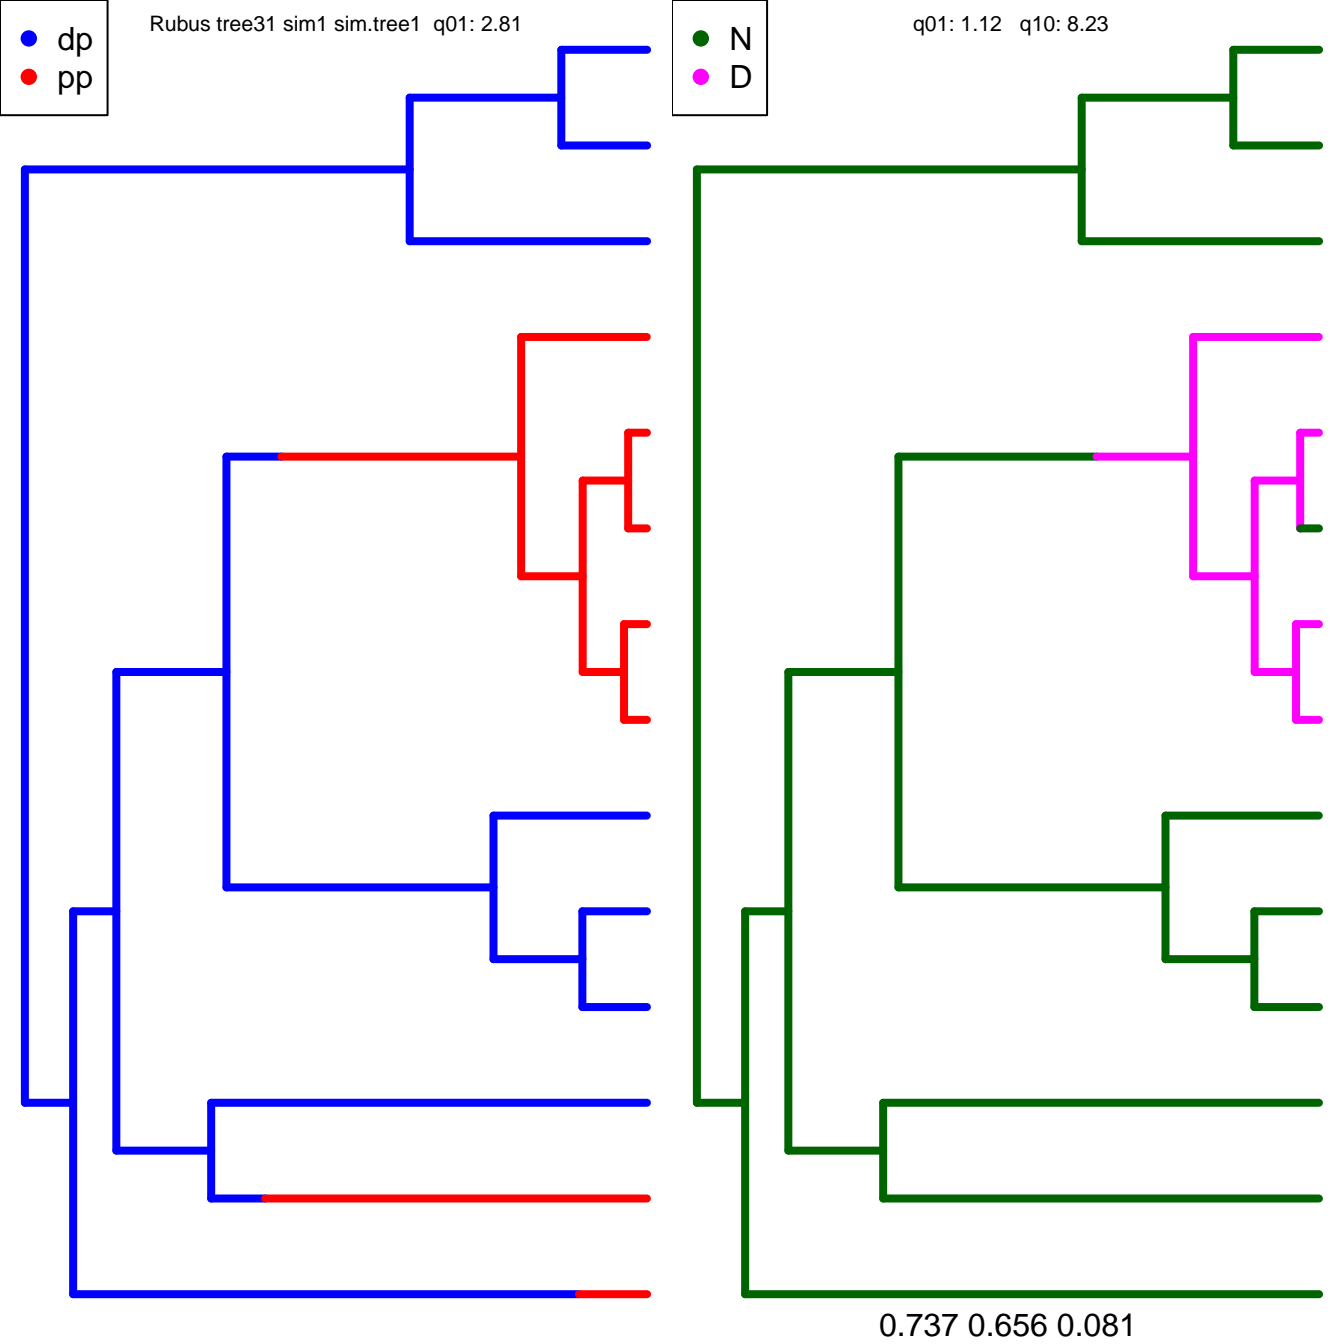 Rubus tree31 sim1 sim.tree1  q01: 2.81
dp
pp
q01: 1.12   q10: 8.23
N
D
0.737 0.656 0.081